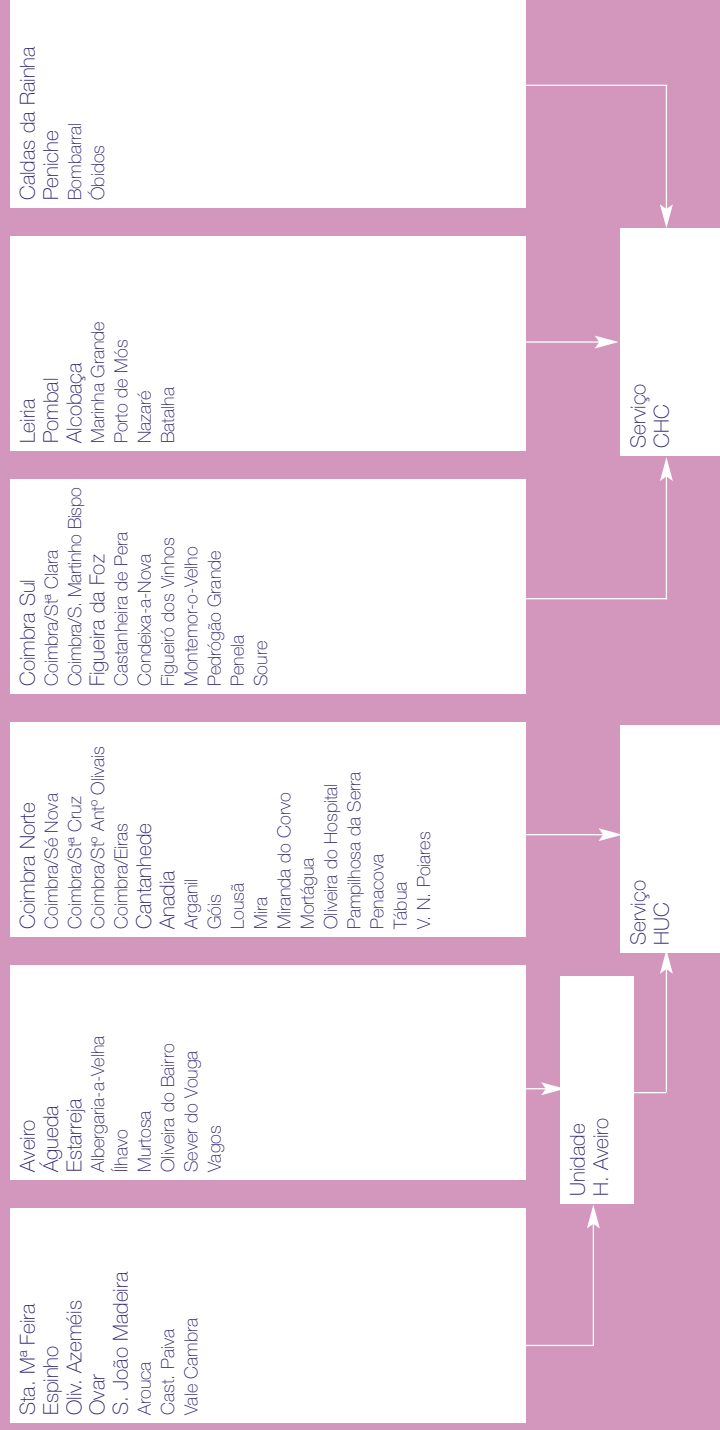 Sta. Mª Feira
Espinho
Oliv. Azeméis
Ovar
S. João Madeira
Arouca
Cast. Paiva
Vale Cambra
Aveiro
Águeda
Estarreja
Albergaria-a-Velha
Ílhavo
Murtosa
Oliveira do Bairro
Sever do Vouga
Vagos
Coimbra Norte
Coimbra/Sé Nova
Coimbra/Stª Cruz
Coimbra/Stº Antº Olivais
Coimbra/Eiras
Cantanhede
Anadia
Arganil
Góis
Lousã
Mira
Miranda do Corvo
Mortágua
Oliveira do Hospital
Pampilhosa da Serra
Penacova
Tábua
V. N. Poiares
Coimbra Sul
Coimbra/Stª Clara
Coimbra/S. Martinho Bispo
Figueira da Foz
Castanheira de Pera
Condeixa-a-Nova
Figueiró dos Vinhos
Montemor-o-Velho
Pedrógão Grande
Penela
Soure
Leiria
Pombal
Alcobaça
Marinha Grande
Porto de Mós
Nazaré
Batalha
Caldas da Rainha
Peniche
Bombarral
Óbidos
Unidade
H. Aveiro
Serviço
HUC
Serviço
CHC